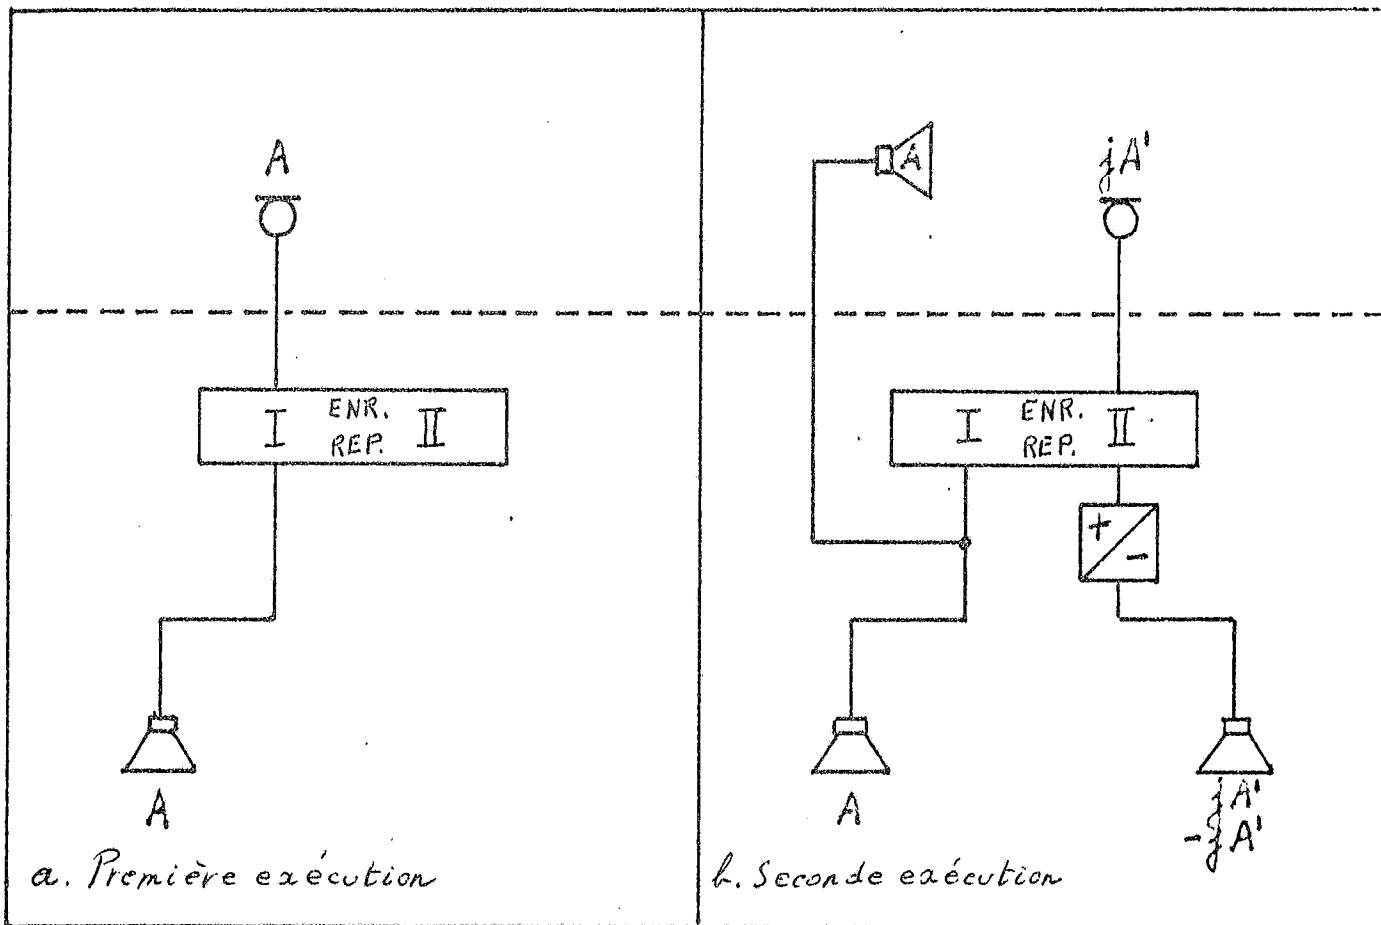 A
I ENR. II
REP.
A
a. Première exécution
A
jA'
I ENR. II
REP.
+
-
A
jA'
-jA'
b. Seconde exécution